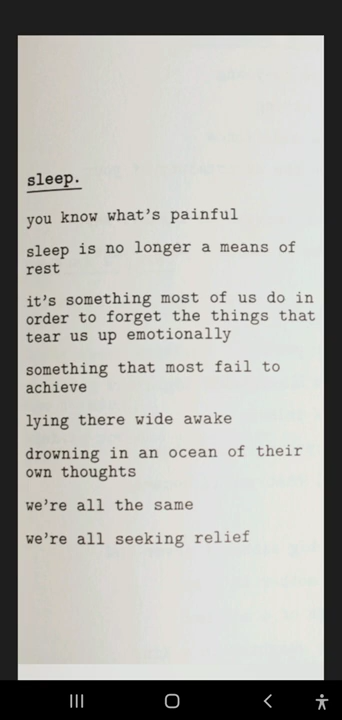 sleep.
you know what's painful
sleep is no longer a means of
rest
it's something most of us do in
order to forget the things that
tear us up emotionally
something that most fail to
achieve
lying there wide awake
drowning in an ocean of their
own thoughts
we're all the same
we're all seeking relief